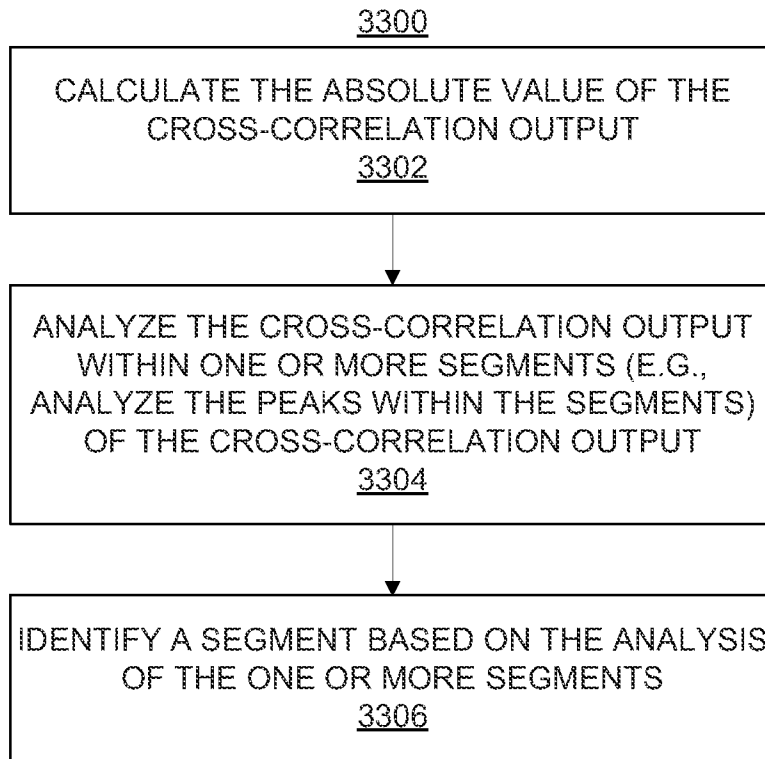 3300
CALCULATE THE ABSOLUTE VALUE OF THE
CROSS-CORRELATION OUTPUT
3302
ANALYZE THE CROSS-CORRELATION OUTPUT
WITHIN ONE OR MORE SEGMENTS (E.G.,
ANALYZE THE PEAKS WITHIN THE SEGMENTS)
OF THE CROSS-CORRELATION OUTPUT
3304
IDENTIFY A SEGMENT BASED ON THE ANALYSIS
OF THE ONE OR MORE SEGMENTS
3306